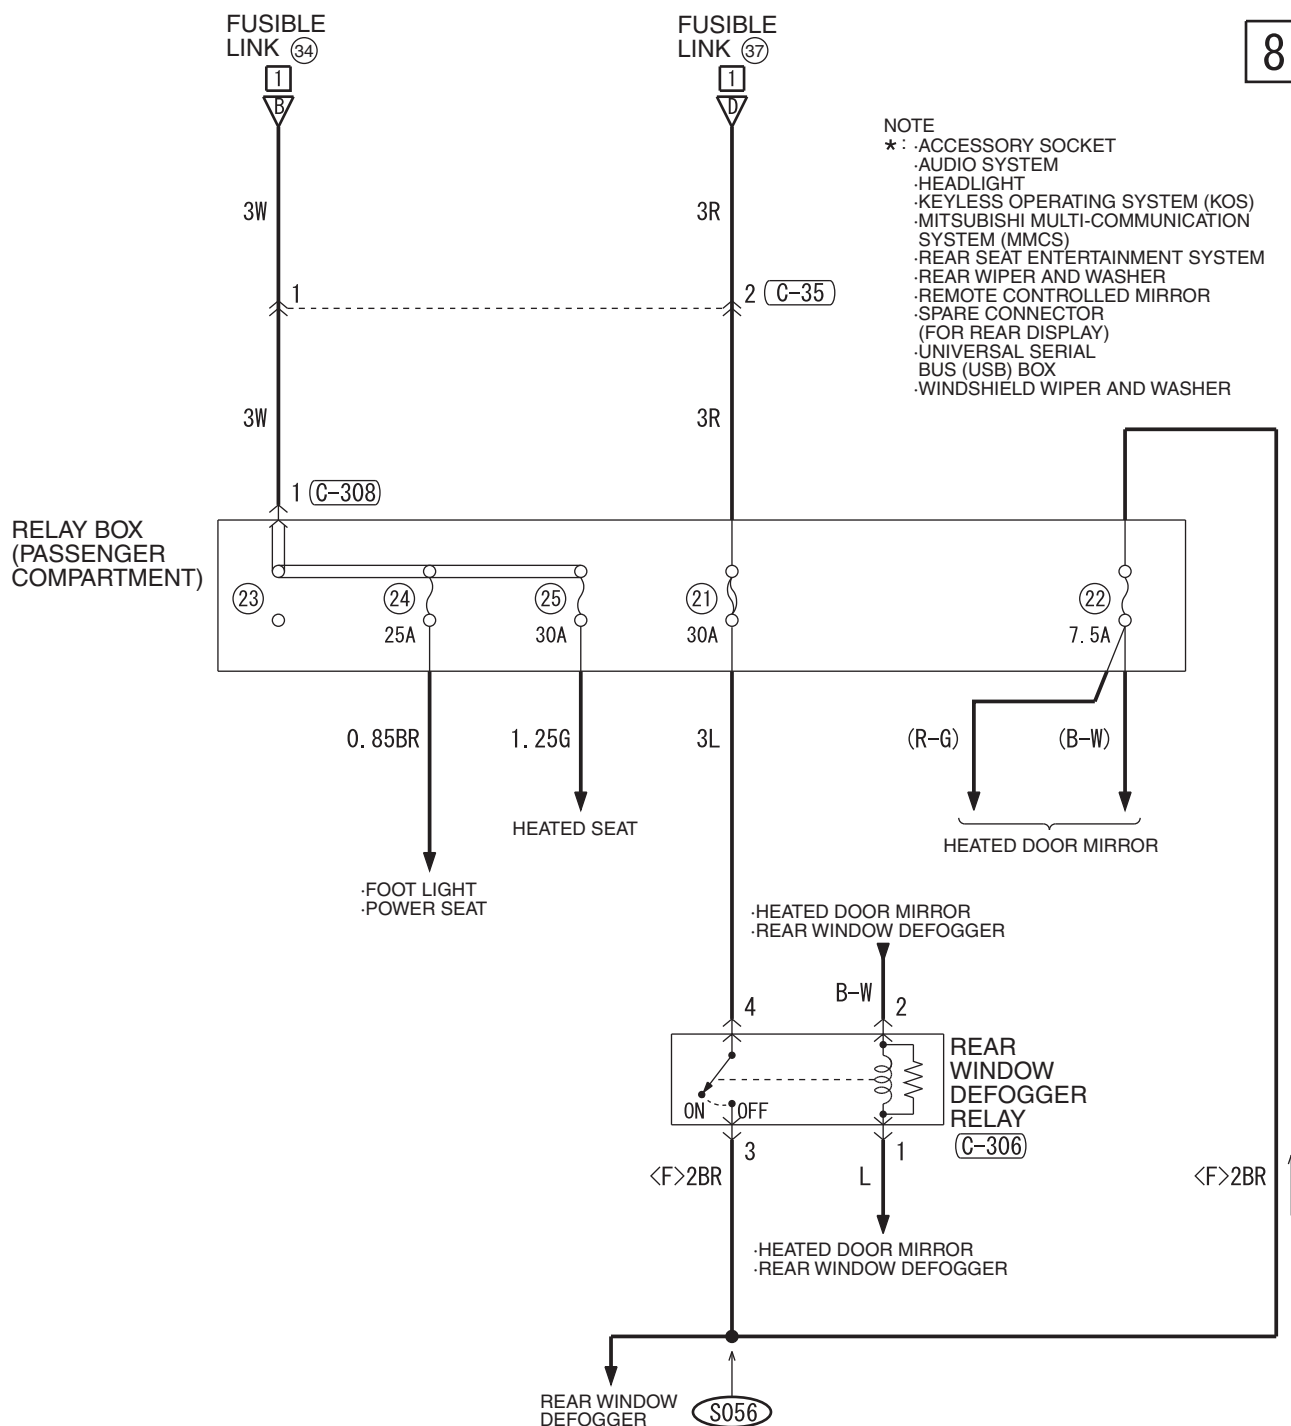 FUSIBLE
LINK 34
1
B
FUSIBLE
LINK 37
1
D
8
NOTE
*: ·ACCESSORY SOCKET
·AUDIO SYSTEM
·HEADLIGHT
·KEYLESS OPERATING SYSTEM (KOS)
·MITSUBISHI MULTI-COMMUNICATION
SYSTEM (MMCS)
·REAR SEAT ENTERTAINMENT SYSTEM
·REAR WIPER AND WASHER
·REMOTE CONTROLLED MIRROR
·SPARE CONNECTOR
(FOR REAR DISPLAY)
·UNIVERSAL SERIAL
BUS (USB) BOX
·WINDSHIELD WIPER AND WASHER
3W
3R
1
2 C-35
3W
3R
1 C-308
RELAY BOX
(PASSENGER
COMPARTMENT)
23
24
25A
25
30A
21
30A
22
7.5A
0.85BR
1.25G
3L
(R-G)
(B-W)
HEATED SEAT
HEATED DOOR MIRROR
·FOOT LIGHT
·POWER SEAT
·HEATED DOOR MIRROR
·REAR WINDOW DEFOGGER
B-W
4
2
REAR
WINDOW
DEFOGGER
RELAY
C-306
ON
OFF
3
1
<F>2BR
L
<F>2BR
·HEATED DOOR MIRROR
·REAR WINDOW DEFOGGER
REAR WINDOW
DEFOGGER
S056